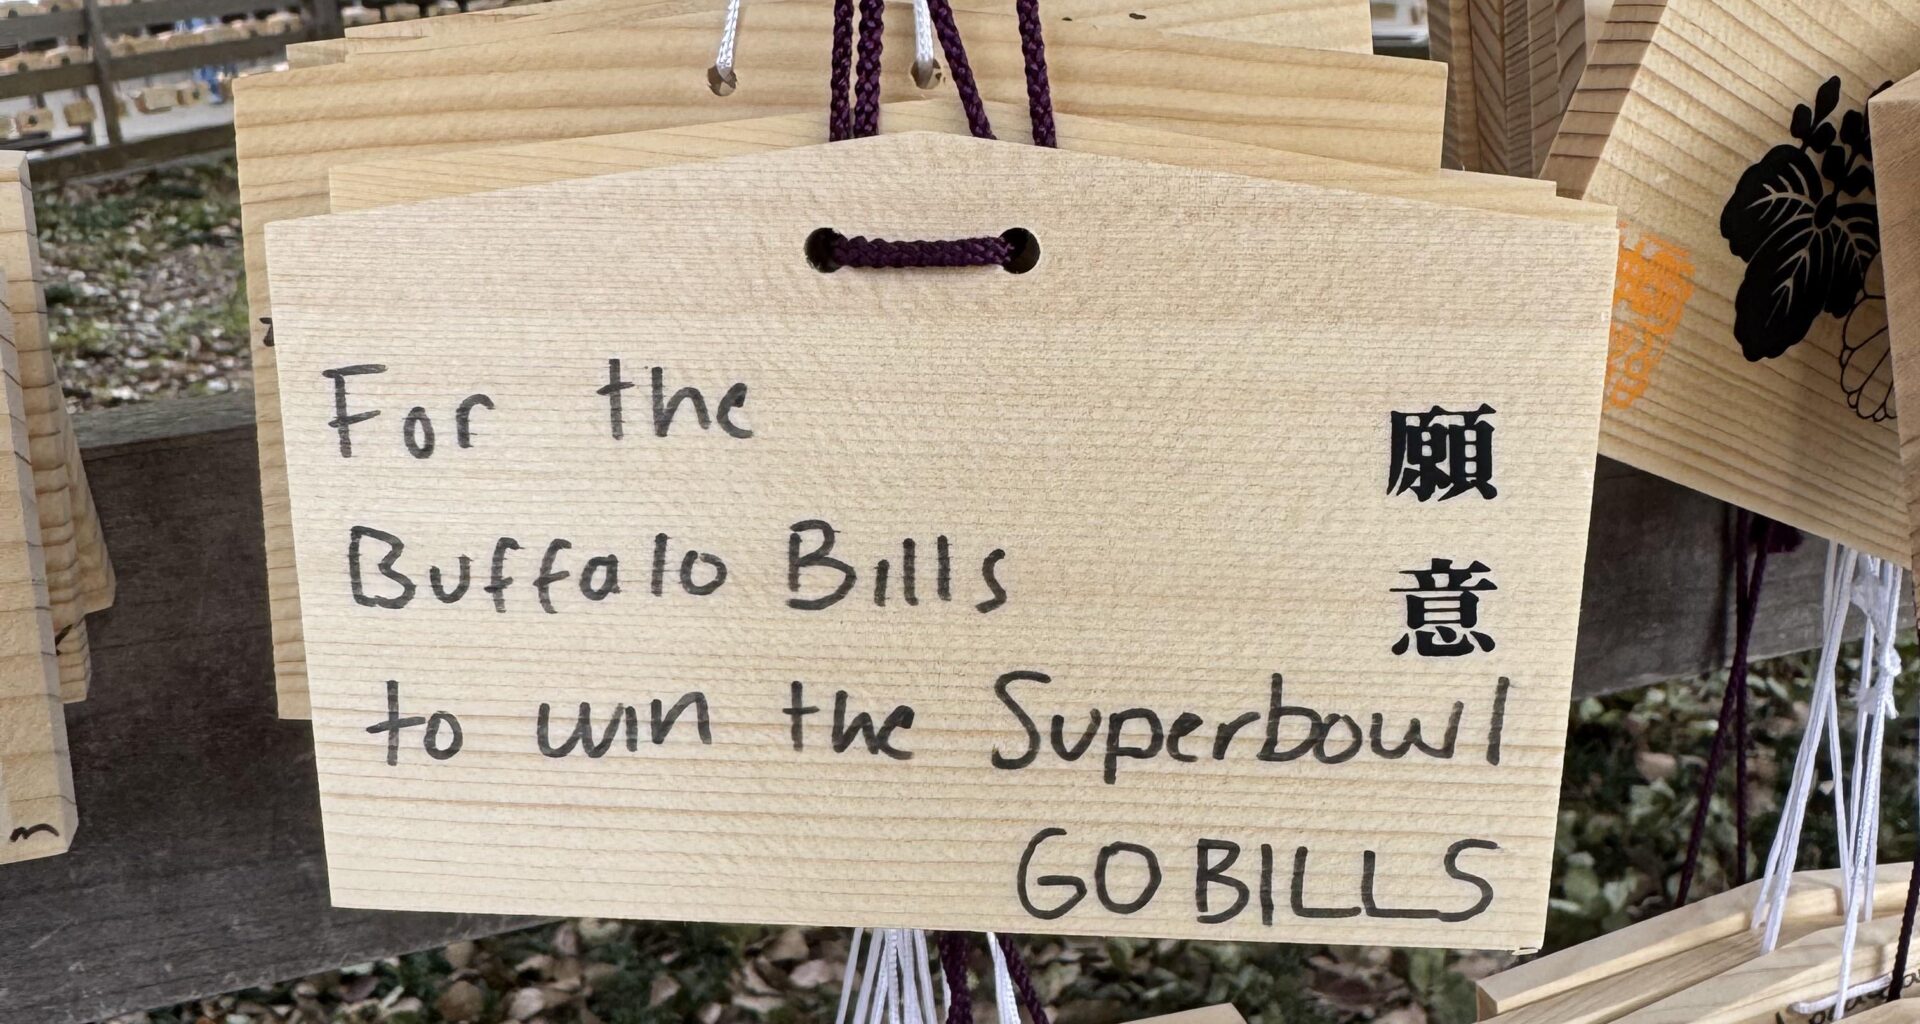 For the
Buffalo Bills
to win the Superbowl
GO BILLS
願意